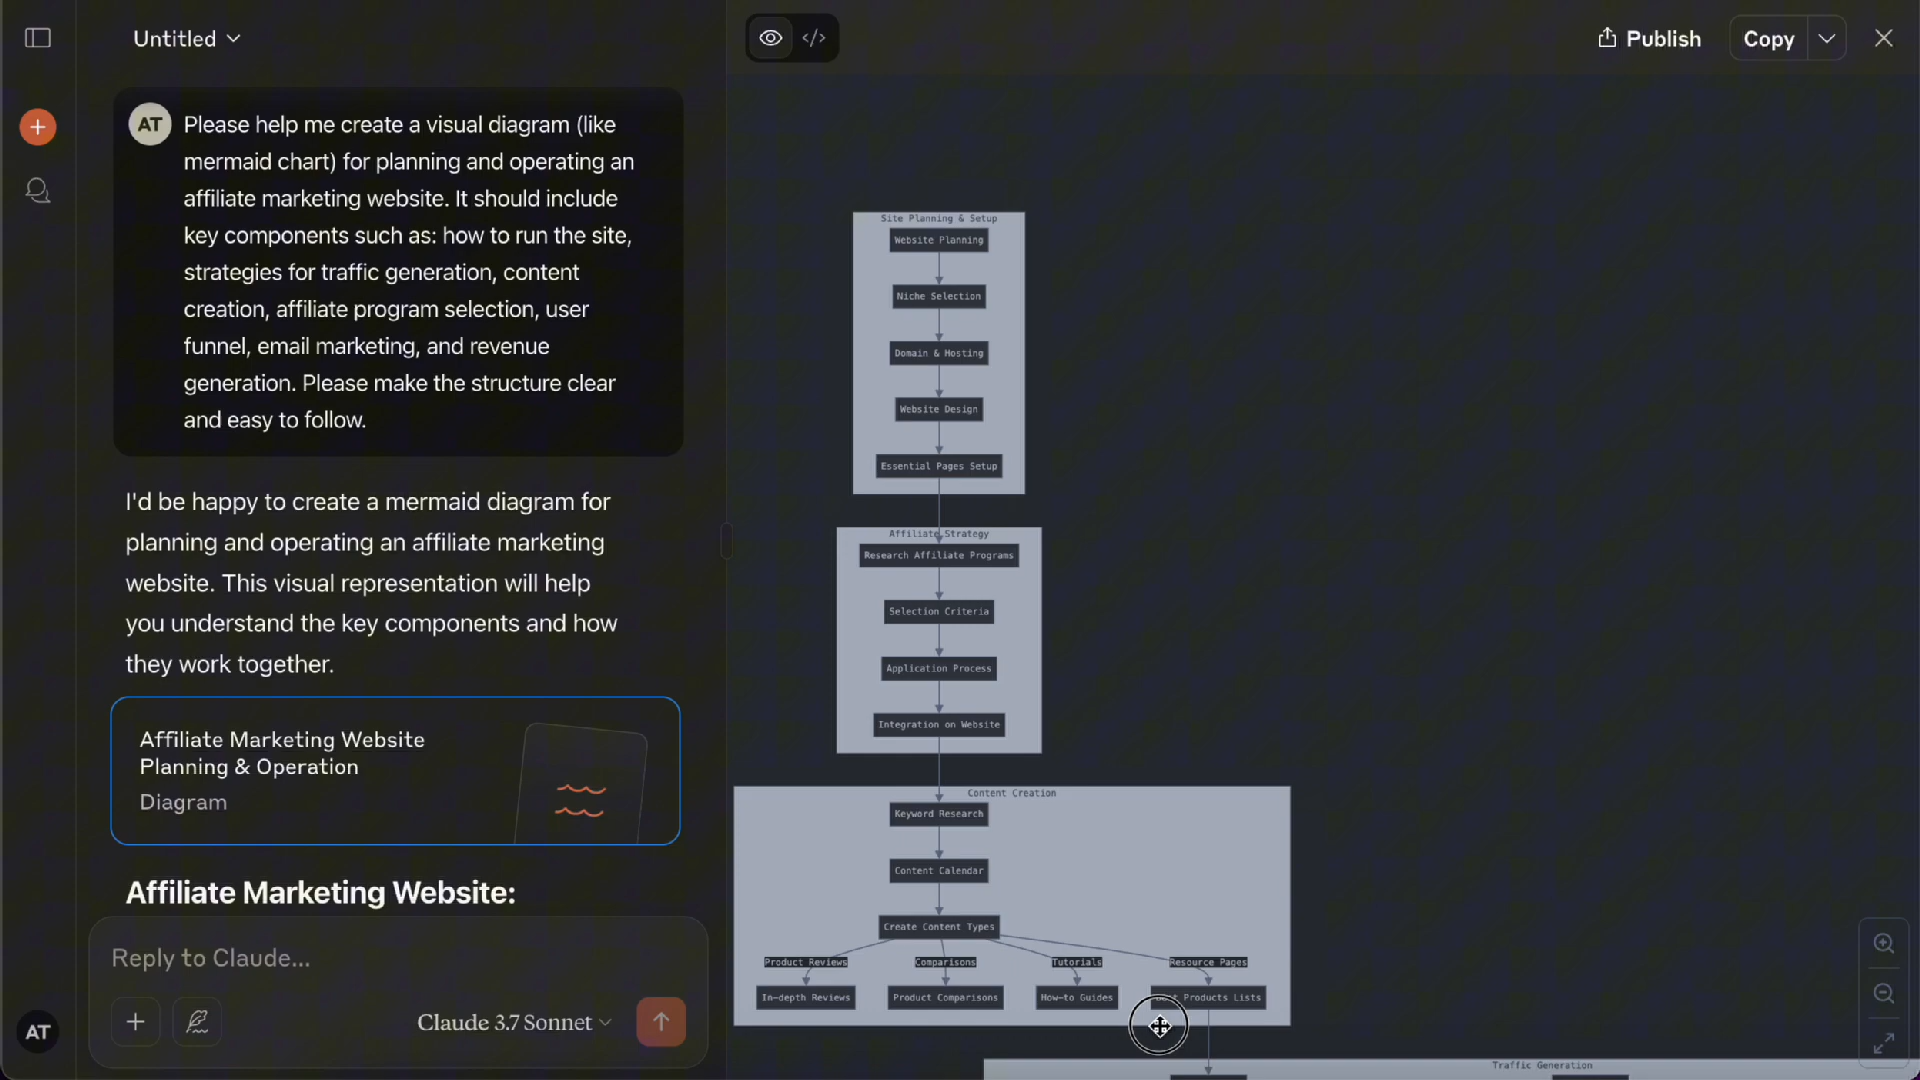 Untitled
Publish
Copy
AT
Please help me create a visual diagram (like
mermaid chart) for planning and operating an
affiliate marketing website. It should include
key components such as: how to run the site,
strategies for traffic generation, content
creation, affiliate program selection, user
funnel, email marketing, and revenue
generation. Please make the structure clear
and easy to follow.
I'd be happy to create a mermaid diagram for
planning and operating an affiliate marketing
website. This visual representation will help
you understand the key components and how
they work together.
Affiliate Marketing Website
Planning & Operation
Diagram
Affiliate Marketing Website:
Reply to Claude...
Claude 3.7 Sonnet
AT
Site Planning & Setup
Website Planning
Niche Selection
Domain & Hosting
Website Design
Essential Pages Setup
Affiliate Strategy
Research Affiliate Programs
Selection Criteria
Application Process
Integration on Website
Content Creation
Keyword Research
Content Calendar
Create Content Types
Product Reviews
Comparisons
Tutorials
Resource Pages
In-depth Reviews
Product Comparisons
How-to Guides
Products Lists
Traffic Generation